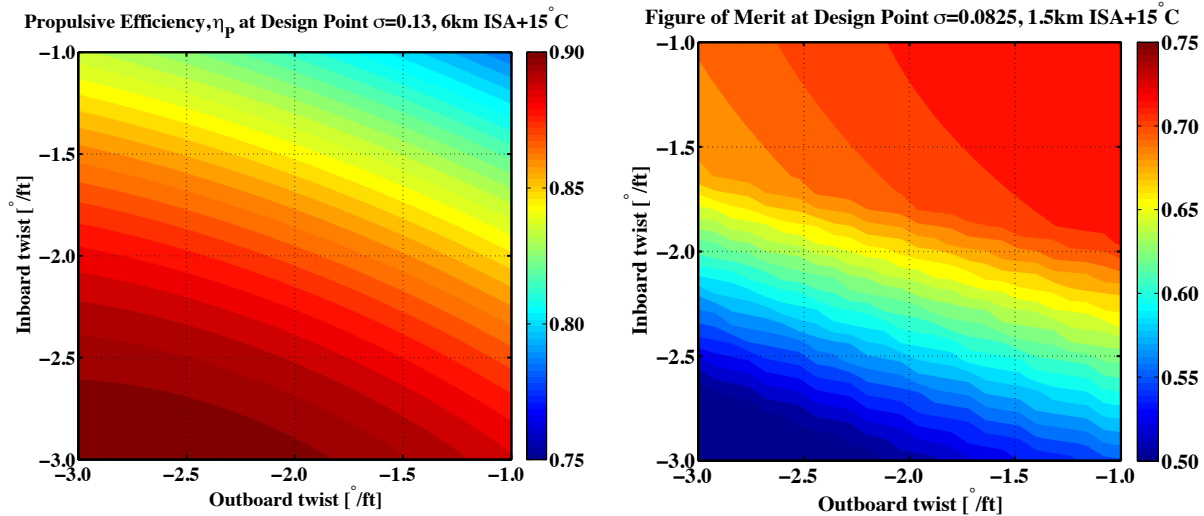 Propulsive Efficiency,η_P at Design Point σ=0.13, 6km ISA+15°C
−1.0
−1.5
−2.0
−2.5
−3.0
Inboard twist [°/ft]
−3.0 −2.5 −2.0 −1.5 −1.0
Outboard twist [°/ft]
0.90
0.85
0.80
0.75
Figure of Merit at Design Point σ=0.0825, 1.5km ISA+15°C
−1.0
−1.5
−2.0
−2.5
−3.0
Inboard twist [°/ft]
−3.0 −2.5 −2.0 −1.5 −1.0
Outboard twist [°/ft]
0.75
0.70
0.65
0.60
0.55
0.50